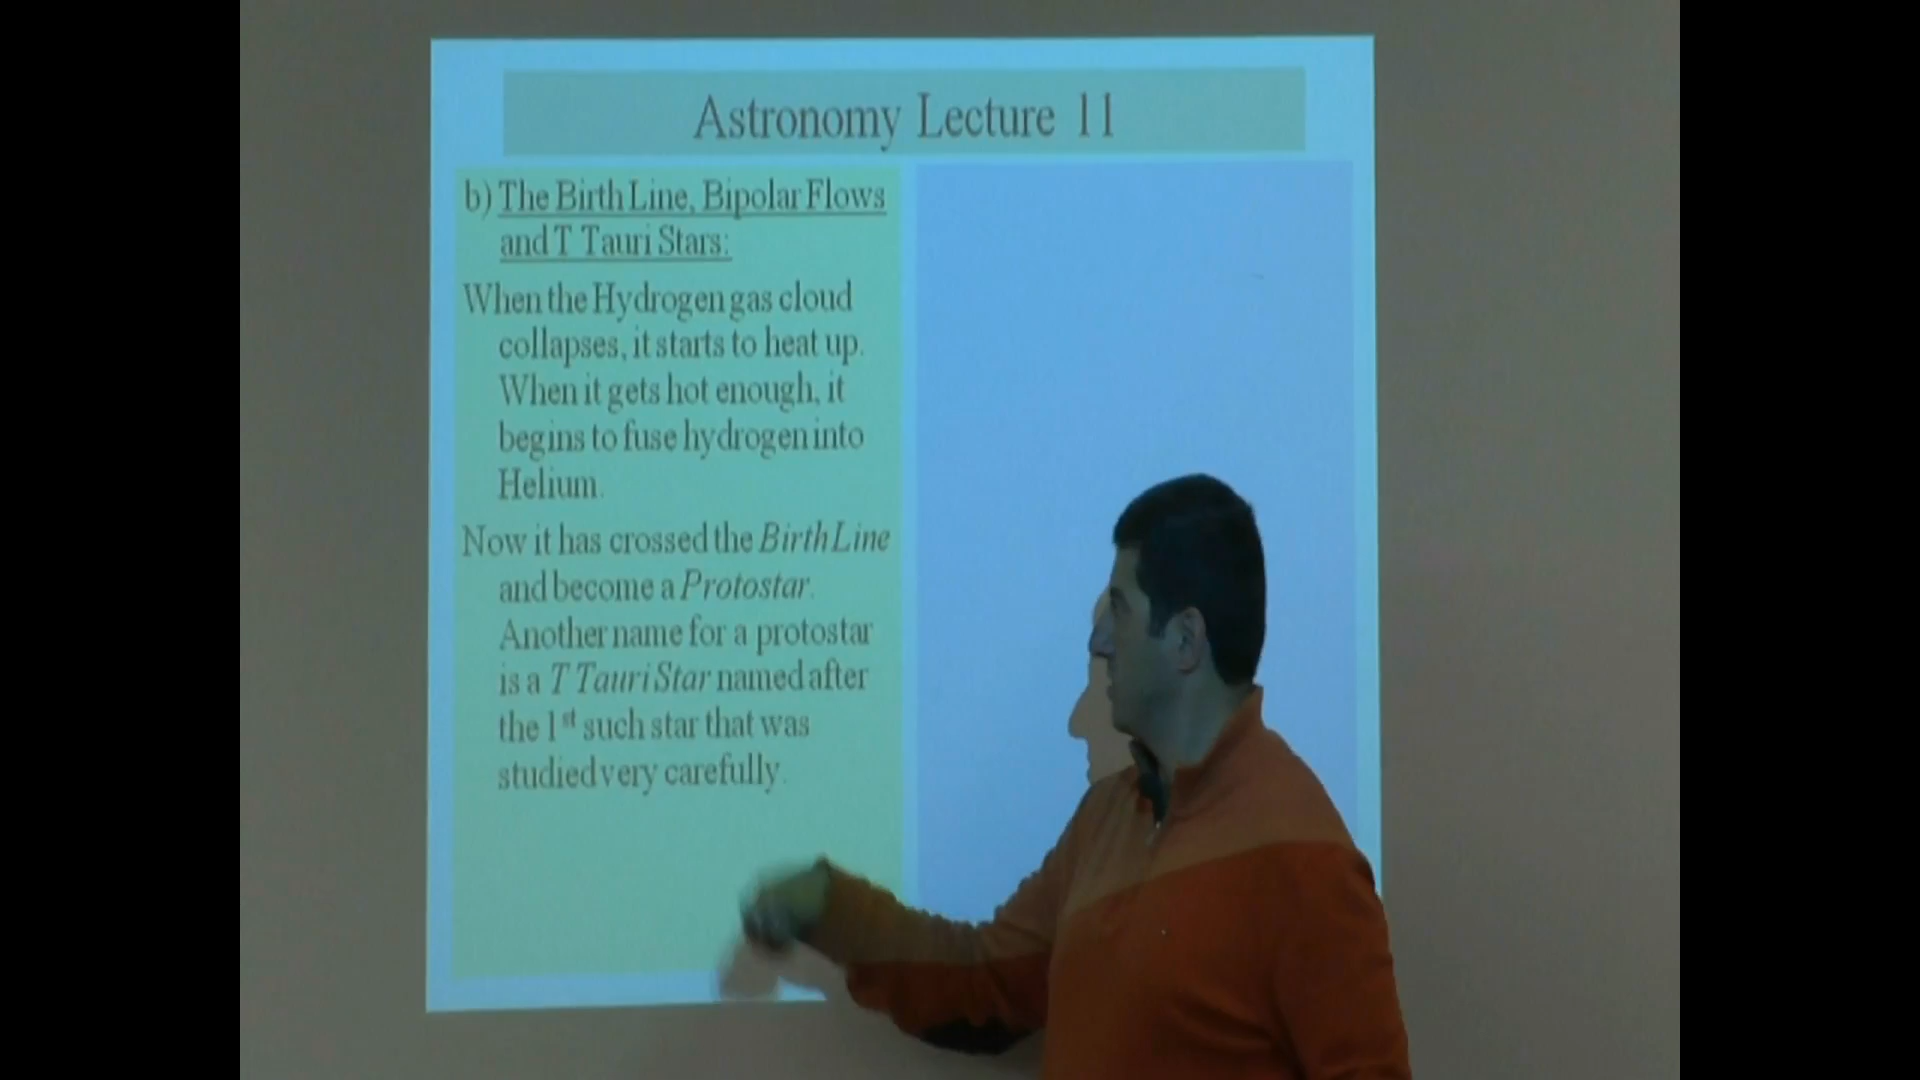 Astronomy Lecture 11
b) The Birth Line, Bipolar Flows
and T Tauri Stars:
When the Hydrogen gas cloud
collapses, it starts to heat up.
When it gets hot enough, it
begins to fuse hydrogen into
Helium.
Now it has crossed the Birth Line
and become a Protostar.
Another name for a protostar
is a T Tauri Star named after
the 1st such star that was
studied very carefully.